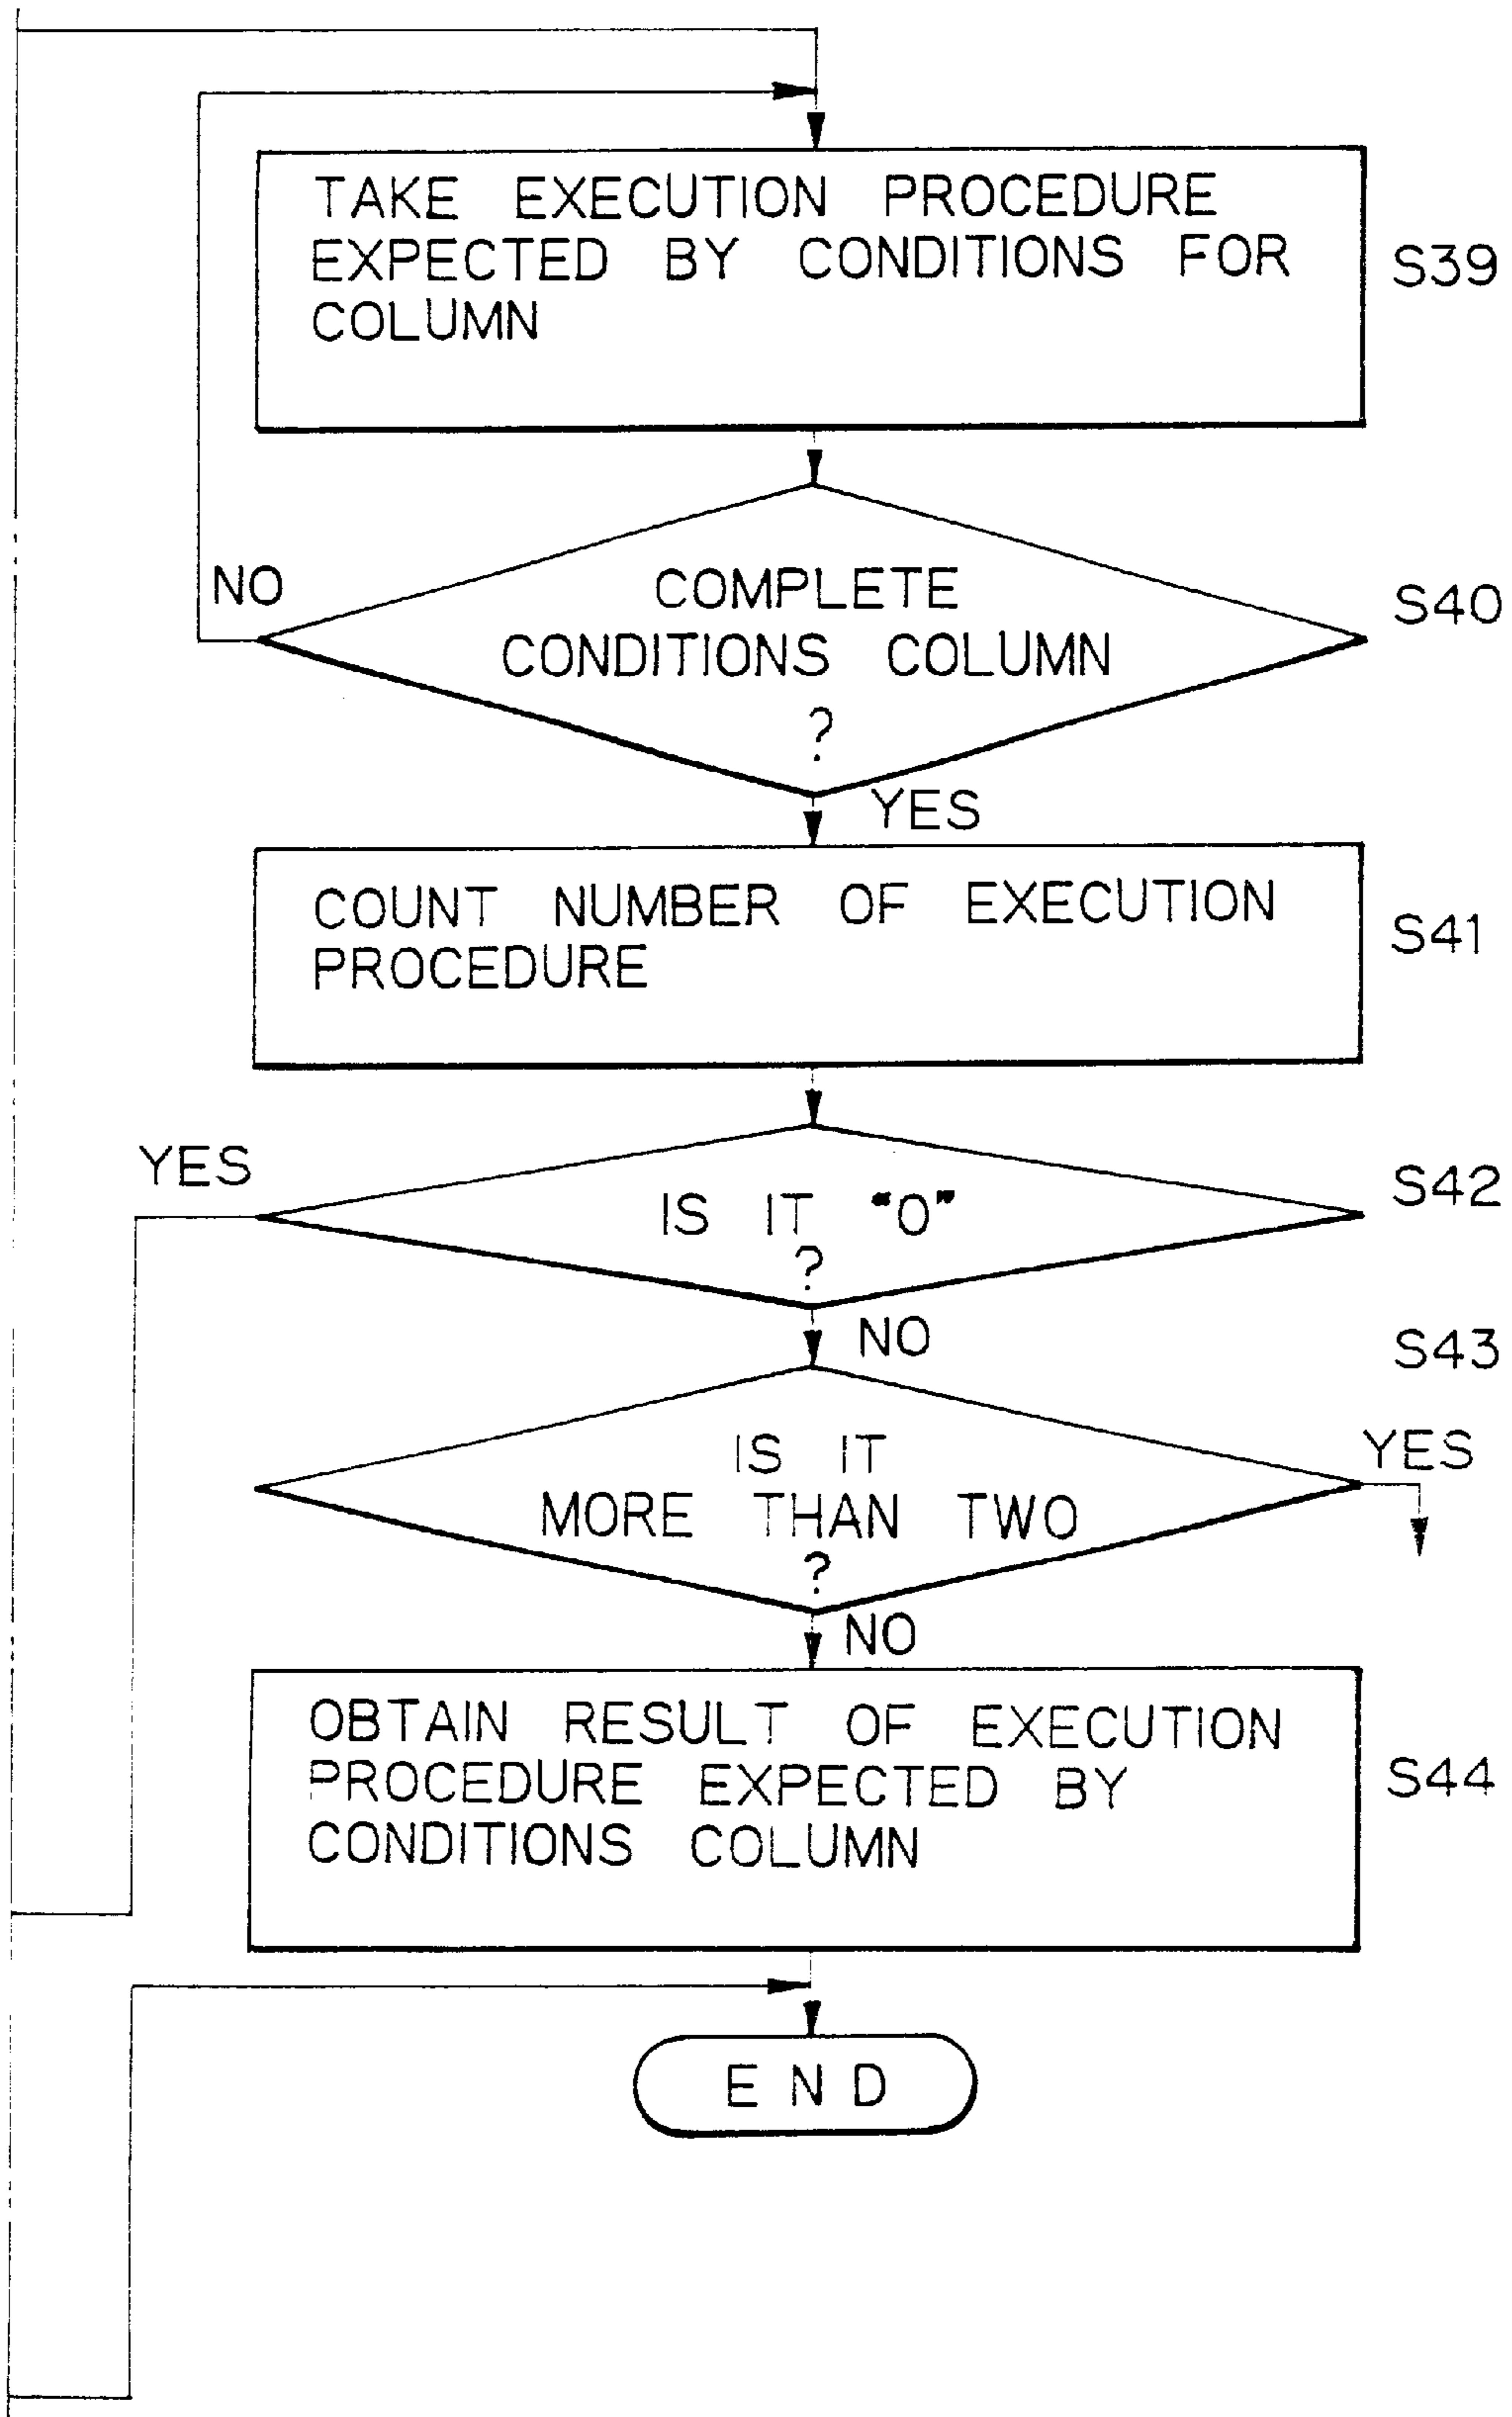 TAKE EXECUTION PROCEDURE
EXPECTED BY CONDITIONS FOR
COLUMN
S39
NO
COMPLETE
CONDITIONS COLUMN
?
S40
YES
COUNT NUMBER OF EXECUTION
PROCEDURE
S41
YES
IS IT "0"
?
S42
NO
S43
IS IT
MORE THAN TWO
?
YES
NO
OBTAIN RESULT OF EXECUTION
PROCEDURE EXPECTED BY
CONDITIONS COLUMN
S44
END